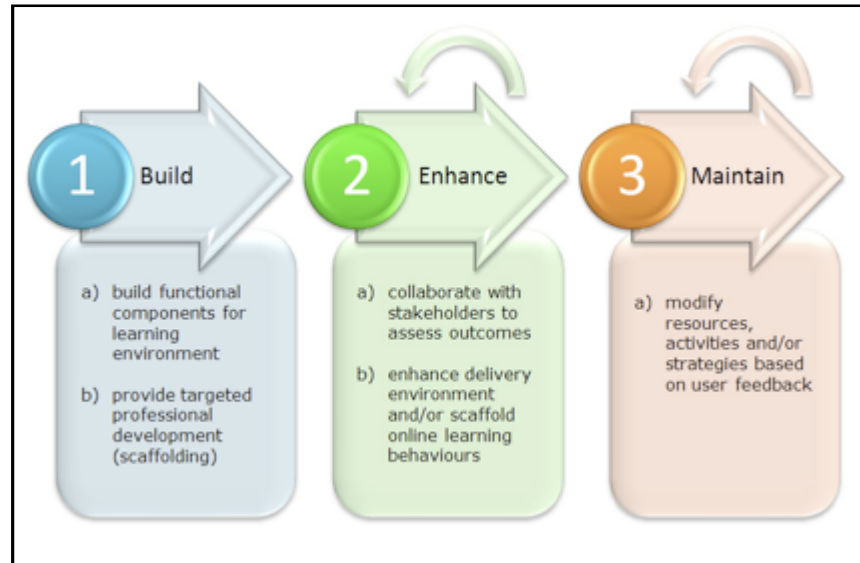 1 Build
a) build functional
components for
learning
environment
b) provide targeted
professional
development
(scaffolding)
2 Enhance
a) collaborate with
stakeholders to
assess outcomes
b) enhance delivery
environment
and/or scaffold
online learning
behaviours
3 Maintain
a) modify
resources,
activities and/or
strategies based
on user feedback